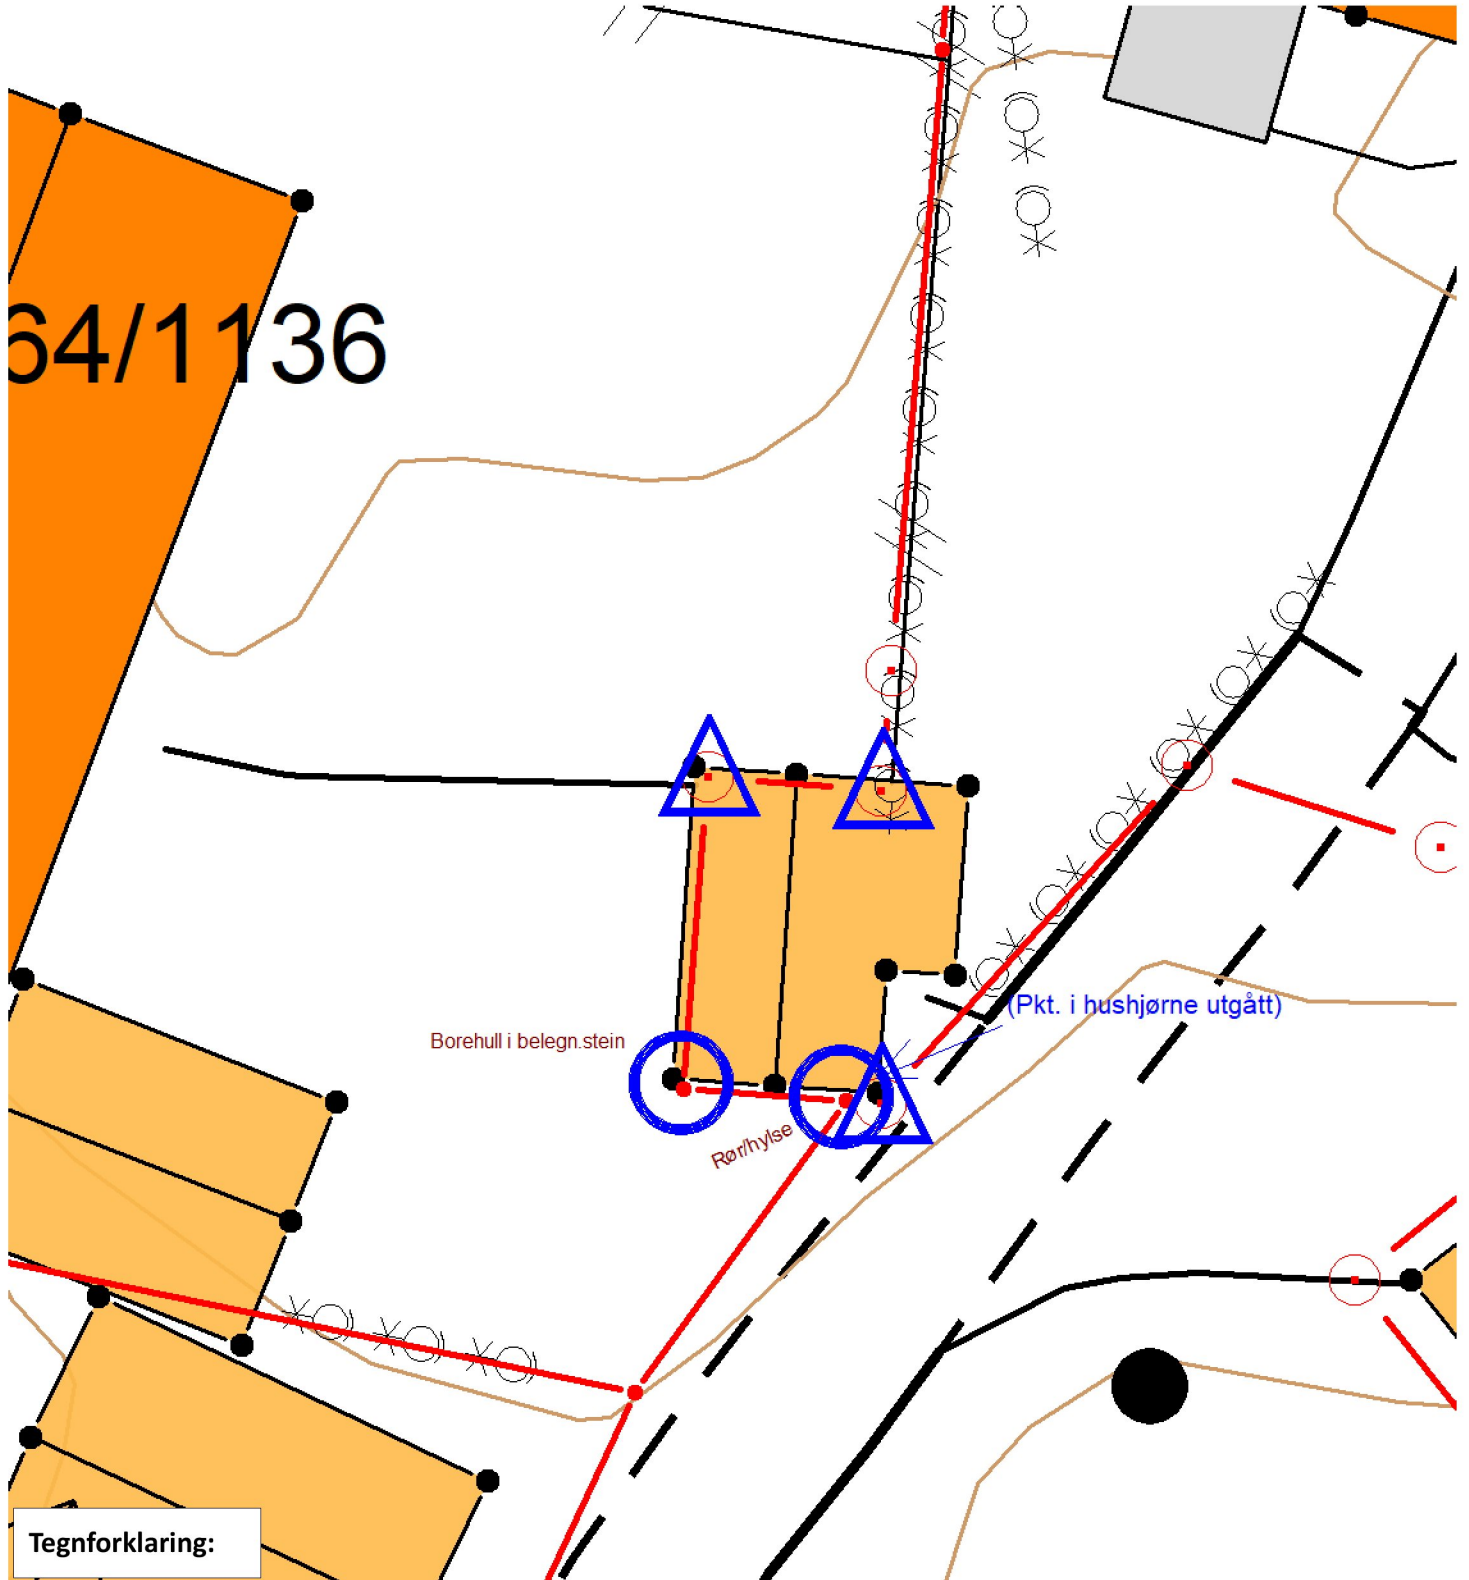 64/1136
(Pkt. i hushjørne utgått)
Borehull i belegn.stein
Rør/hylse
Tegnforklaring: